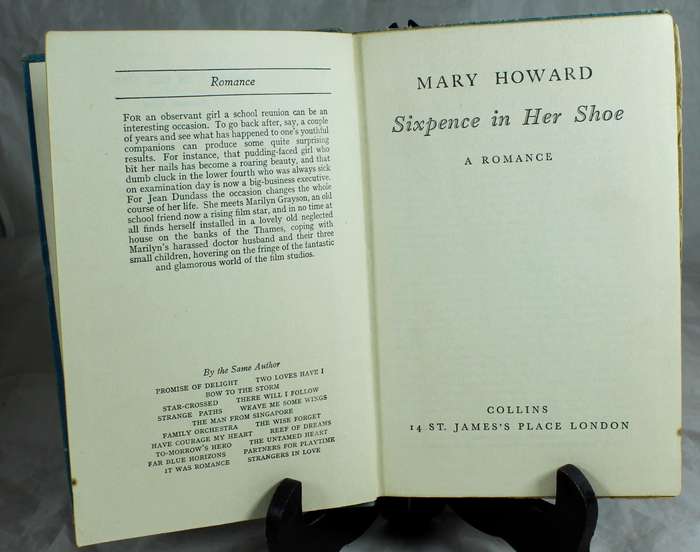 Romance
FOR an observant girl a school reunion can be an
interesting occasion. To go back after, say, a couple
of years and see what has happened to one's youthful
companions can produce some quite surprising
results. For instance, that pudding-faced girl who
bit her nails has become a roaring beauty, and that
dumb cluck in the lower fourth who was always sick
on examination day is now a big-business executive.
For Jean Dundass the occasion changes the whole
course of her life. She meets Marilyn Grayson, an old
school friend now a rising film star, and in no time at
all finds herself installed in a lovely old neglected
house on the banks of the Thames, coping with
Marilyn's harassed doctor husband and their three
small children, hovering on the fringe of the fantastic
and glamorous world of the film studios.
By the Same Author
PROMISE OF DELIGHT TWO LOVES HAVE I
BOW TO THE STORM
STAR-CROSSED THERE WILL I FOLLOW
STRANGE PATHS WEAVE ME SOME WINGS
THE MAN FROM SINGAPORE
FAMILY ORCHESTRA THE WISE FORGET
HAVE COURAGE MY HEART REEF OF DREAMS
TO-MORROW'S HERO THE UNTAMED HEART
FAR BLUE HORIZONS PARTNERS FOR PLAYTIME
IT WAS ROMANCE STRANGERS IN LOVE
MARY HOWARD
Sixpence in Her Shoe
A ROMANCE
COLLINS
14 ST. JAMES'S PLACE LONDON